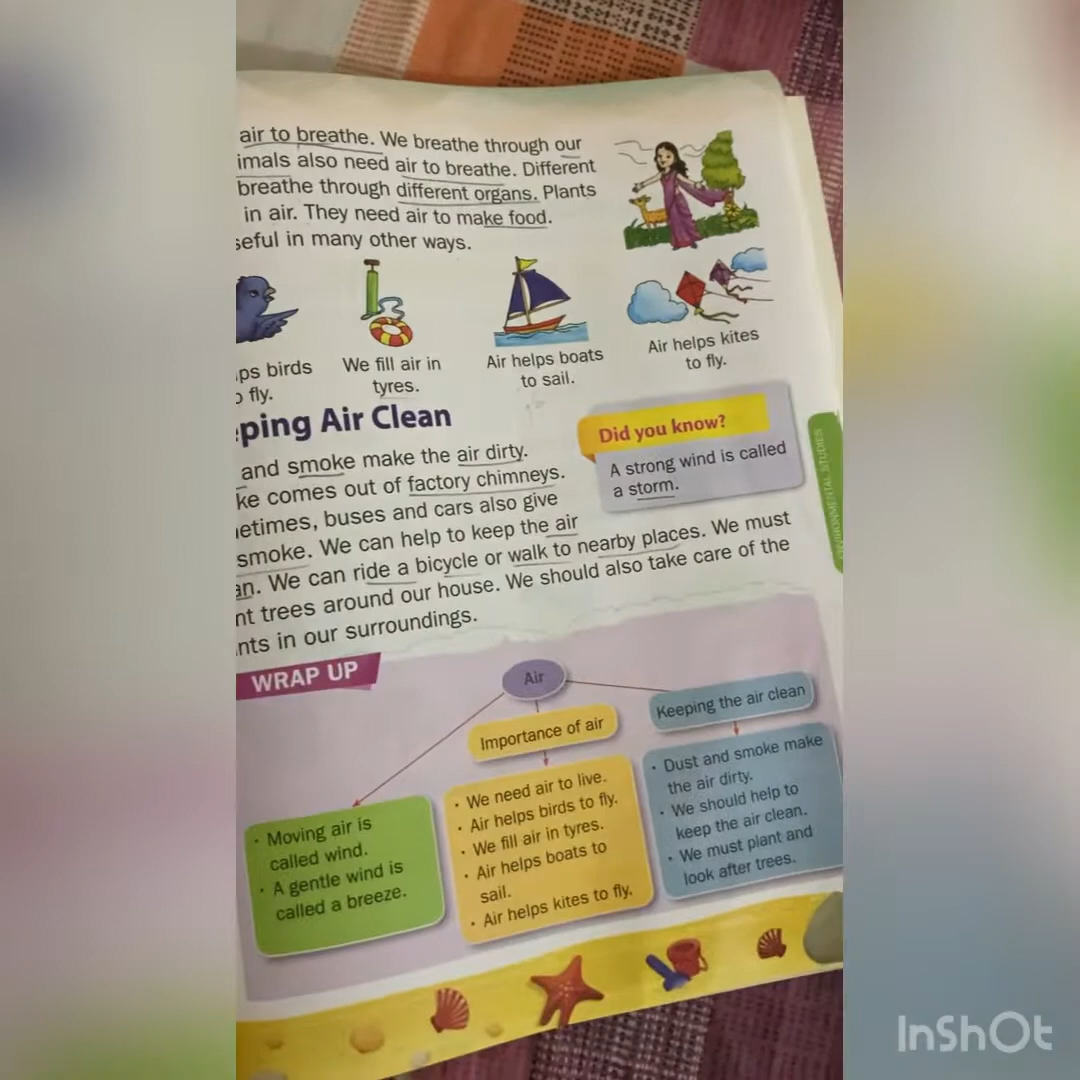 air to breathe. We breathe through our
imals also need air to breathe. Different
breathe through different organs. Plants
in air. They need air to make food.
seful in many other ways.
ps birds
fly.
We fill air in
tyres.
Air helps boats
to sail.
Air helps kites
to fly.
ping Air Clean
and smoke make the air dirty.
ke comes out of factory chimneys.
etimes, buses and cars also give
smoke. We can help to keep the air
an. We can ride a bicycle or walk to nearby places. We must
nt trees around our house. We should also take care of the
nts in our surroundings.
Did you know?
A strong wind is called
a storm.
ENVIRONMENTAL STUDIES
WRAP UP
Air
Importance of air
Keeping the air clean
• Moving air is
called wind.
• A gentle wind is
called a breeze.
• We need air to live.
• Air helps birds to fly.
• We fill air in tyres.
• Air helps boats to
sail.
• Air helps kites to fly.
• Dust and smoke make
the air dirty.
• We should help to
keep the air clean.
• We must plant and
look after trees.
InShOt